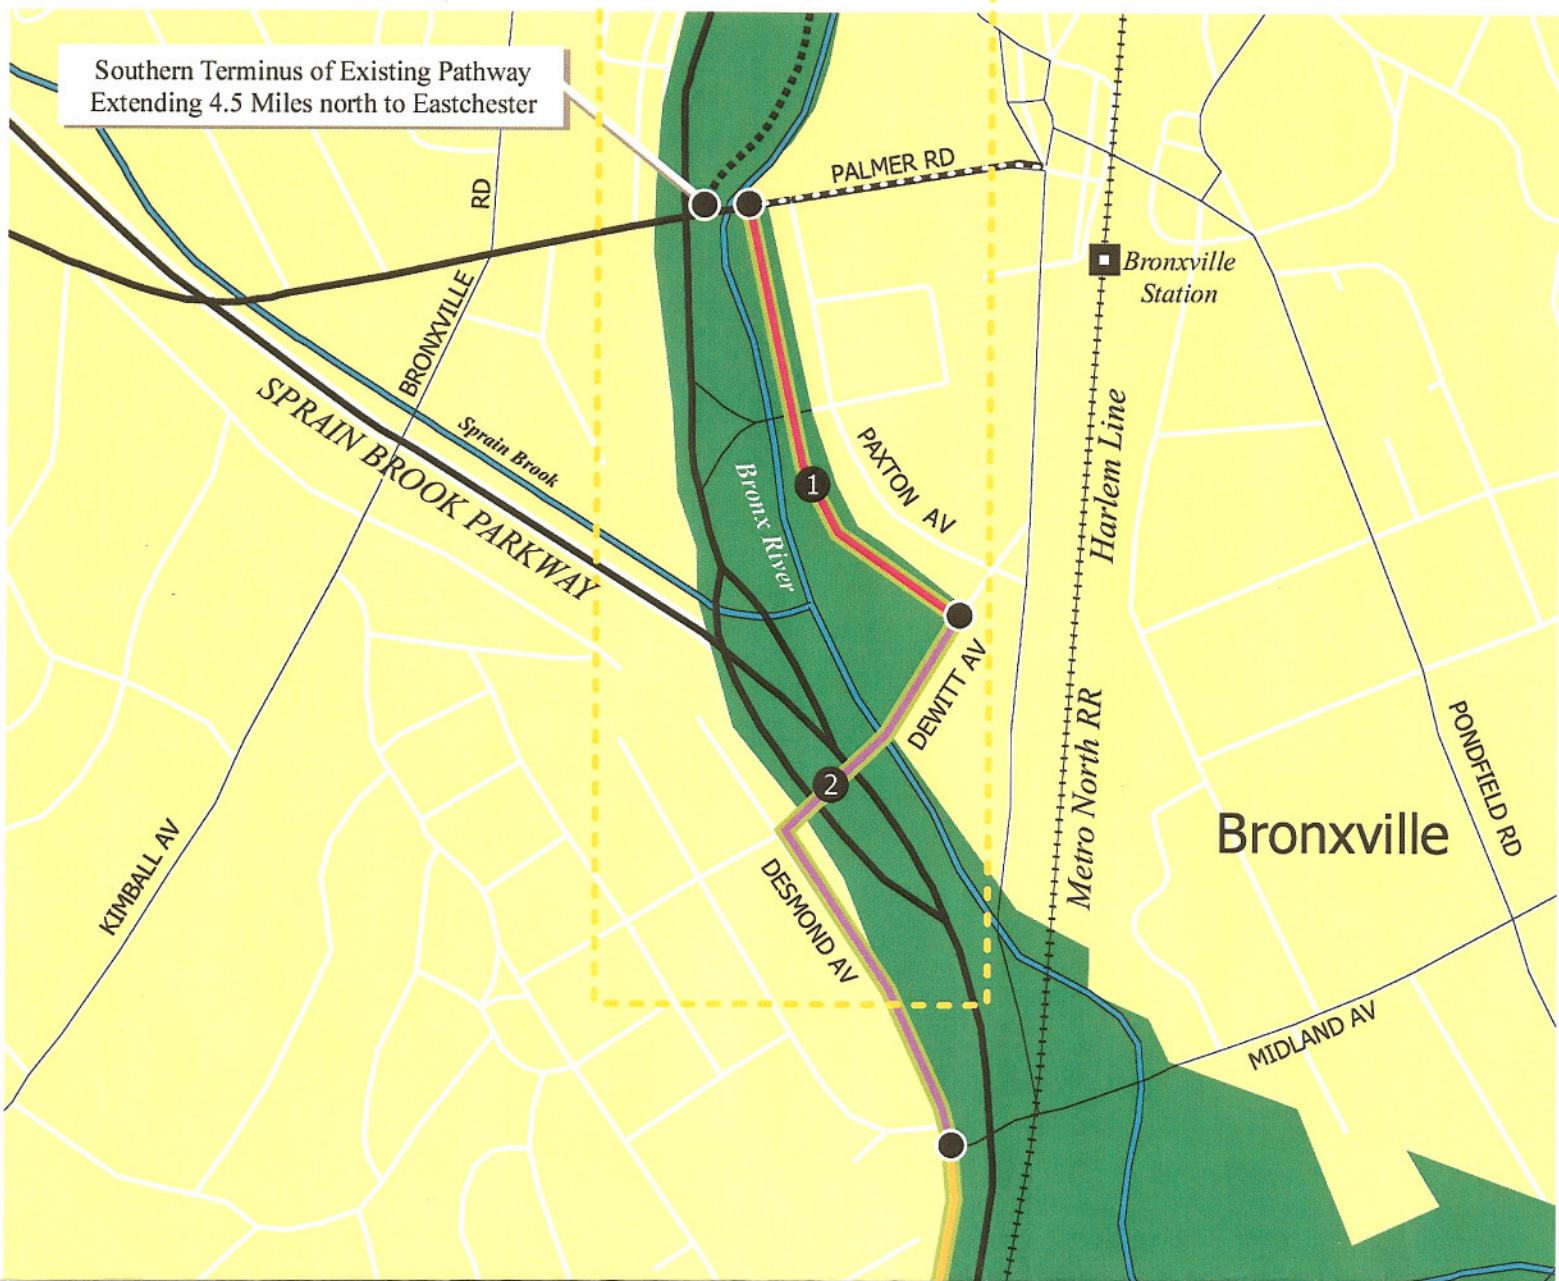 Southern Terminus of Existing Pathway
Extending 4.5 Miles north to Eastchester
PALMER RD
RD
BRONXVILLE
Bronxville
Station
SPRAIN BROOK PARKWAY
Sprain Brook
Bronx River
1
PAXTON AV
Harlem Line
DEWITT AV
2
Metro North RR
PONDFIELD RD
Bronxville
KIMBALL AV
DESMOND AV
MIDLAND AV